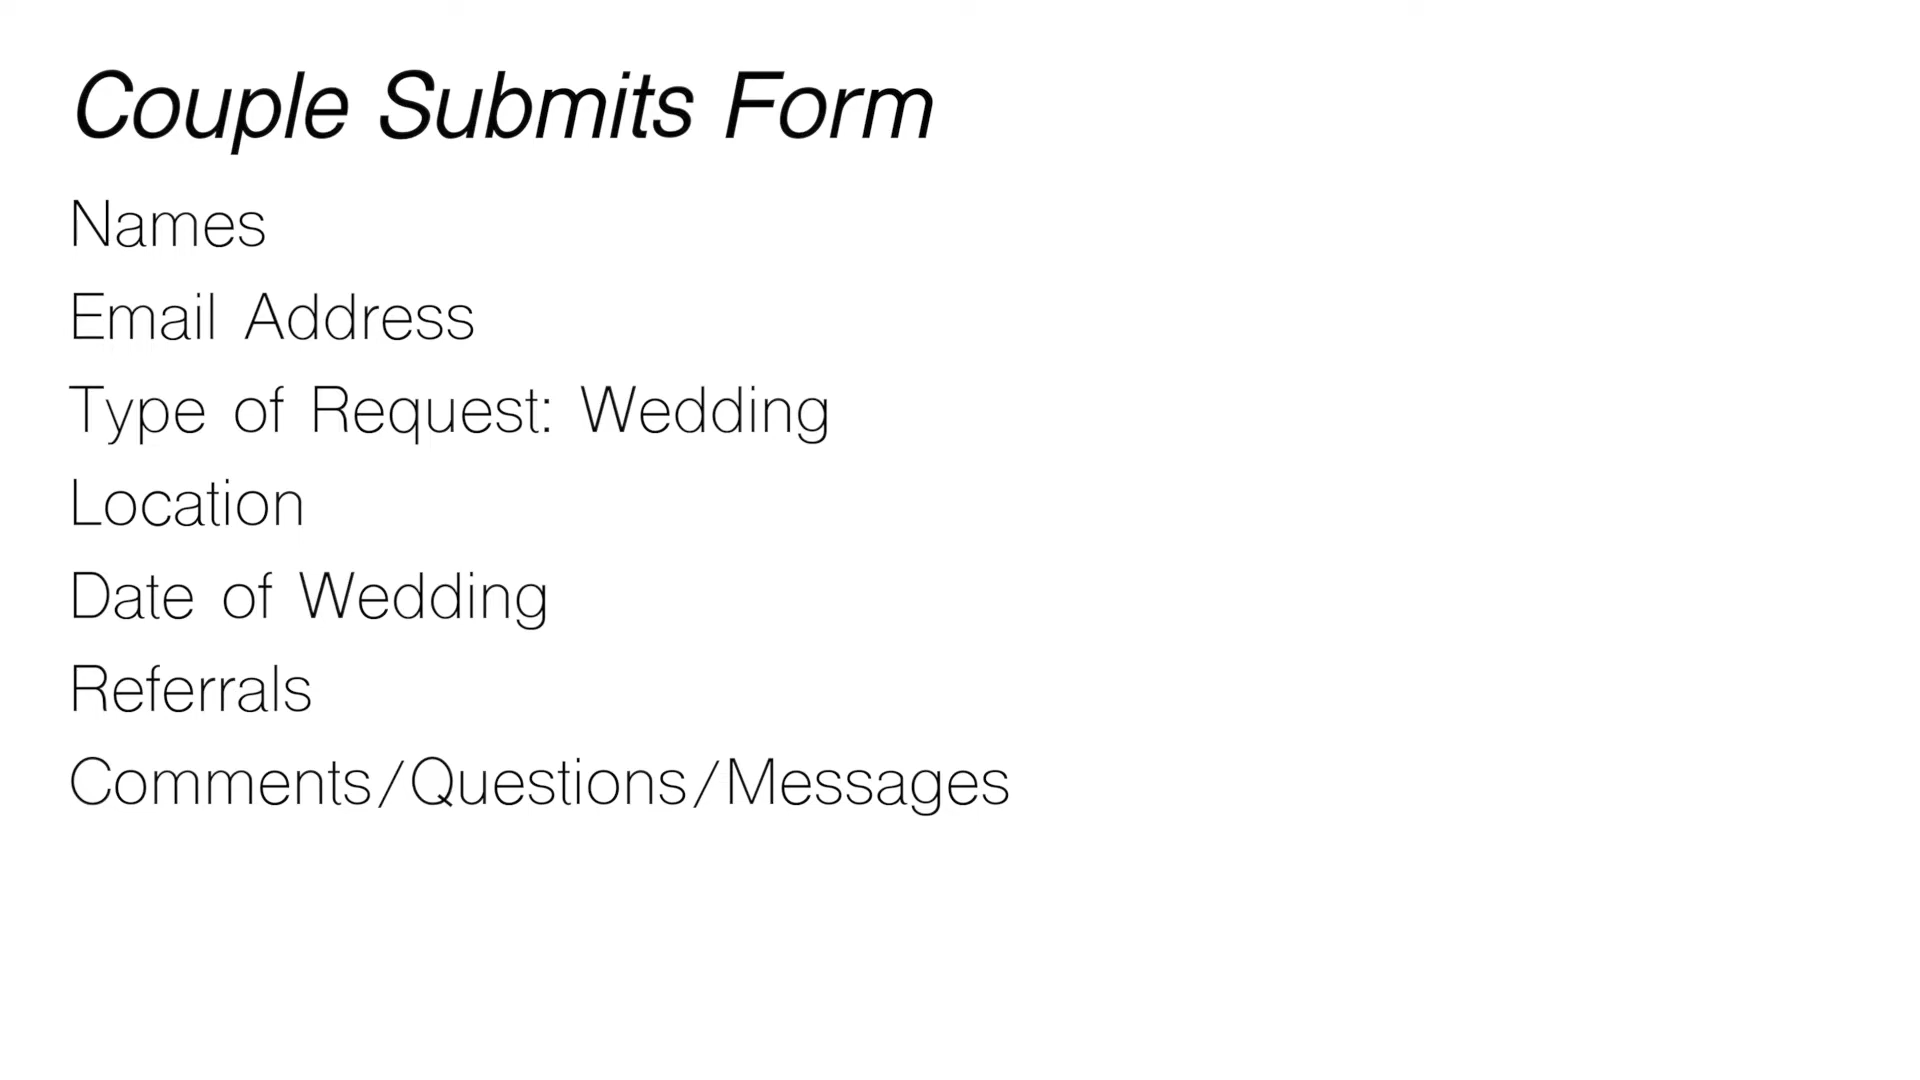 Couple Submits Form
Names
Email Address
Type of Request: Wedding
Location
Date of Wedding
Referrals
Comments/Questions/Messages